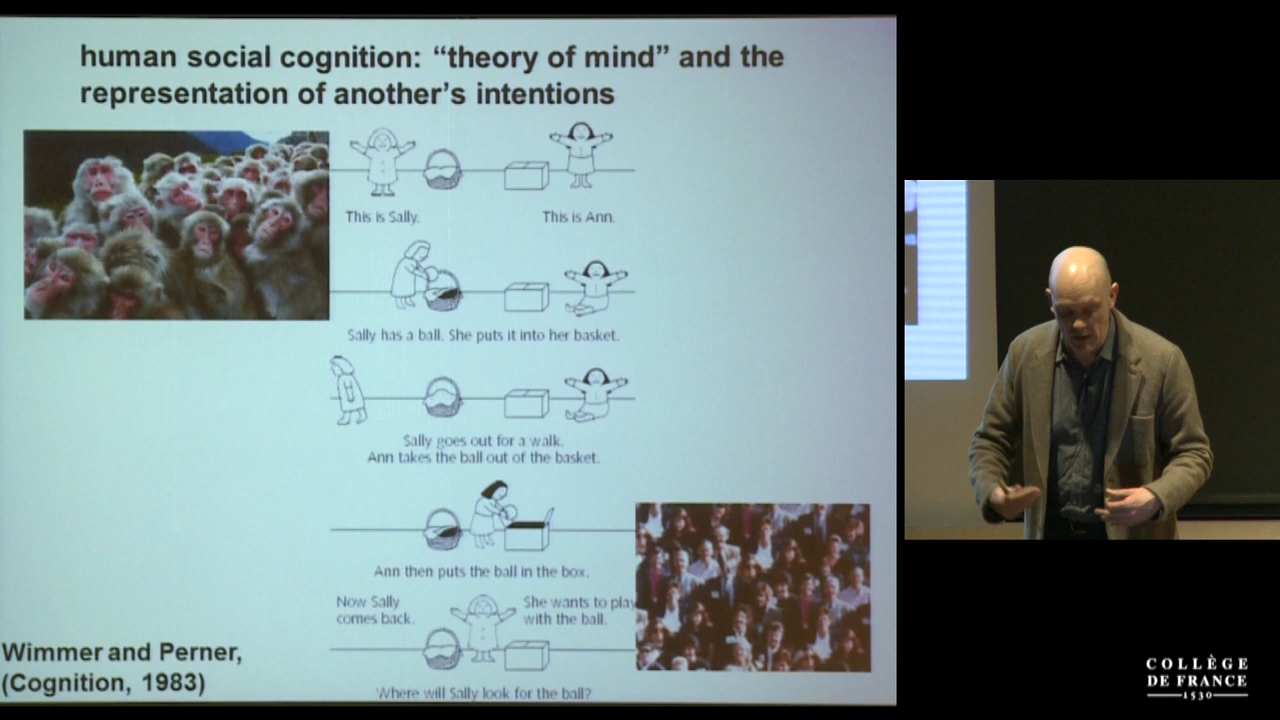 human social cognition: “theory of mind” and the
representation of another’s intentions
This is Sally.
This is Ann.
Sally has a ball. She puts it into her basket.
Sally goes out for a walk.
Ann takes the ball out of the basket.
Ann then puts the ball in the box.
Now Sally
comes back.
She wants to play
with the ball.
Where will Sally look for the ball?
Wimmer and Perner,
(Cognition, 1983)
COLLÈGE
DE FRANCE
1530